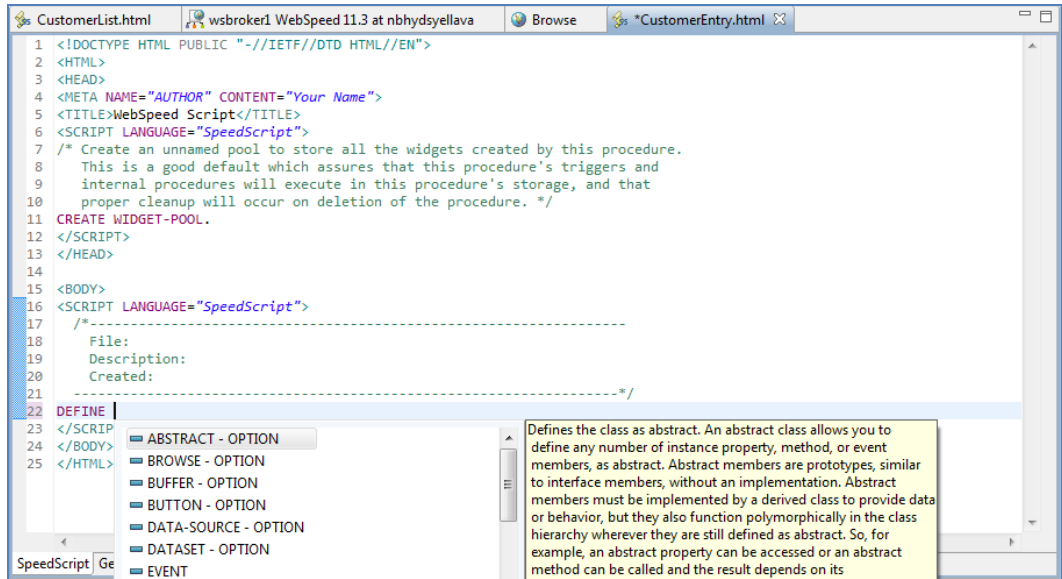 CustomerList.html wsbroker1 WebSpeed 11.3 at nbhydsyellava Browse *CustomerEntry.html
1 <!DOCTYPE HTML PUBLIC "-//IETF//DTD HTML//EN">
2 <HTML>
3 <HEAD>
4 <META NAME="AUTHOR" CONTENT="Your Name">
5 <TITLE>WebSpeed Script</TITLE>
6 <SCRIPT LANGUAGE="SpeedScript">
7 /* Create an unnamed pool to store all the widgets created by this procedure.
8 This is a good default which assures that this procedure's triggers and
9 internal procedures will execute in this procedure's storage, and that
10 proper cleanup will occur on deletion of the procedure. */
11 CREATE WIDGET-POOL.
12 </SCRIPT>
13 </HEAD>
14
15 <BODY>
16 <SCRIPT LANGUAGE="SpeedScript">
17 /*------------------------------------------------------------------
18 File:
19 Description:
20 Created:
21 -------------------------------------------------------------------*/
22 DEFINE
23 </SCRIP
24 </BODY>
25 </HTML>
ABSTRACT - OPTION
BROWSE - OPTION
BUFFER - OPTION
BUTTON - OPTION
DATA-SOURCE - OPTION
DATASET - OPTION
EVENT
Defines the class as abstract. An abstract class allows you to
define any number of instance property, method, or event
members, as abstract. Abstract members are prototypes, similar
to interface members, without an implementation. Abstract
members must be implemented by a derived class to provide data
or behavior, but they also function polymorphically in the class
hierarchy wherever they are still defined as abstract. So, for
example, an abstract property can be accessed or an abstract
method can be called and the result depends on its
SpeedScript Ge